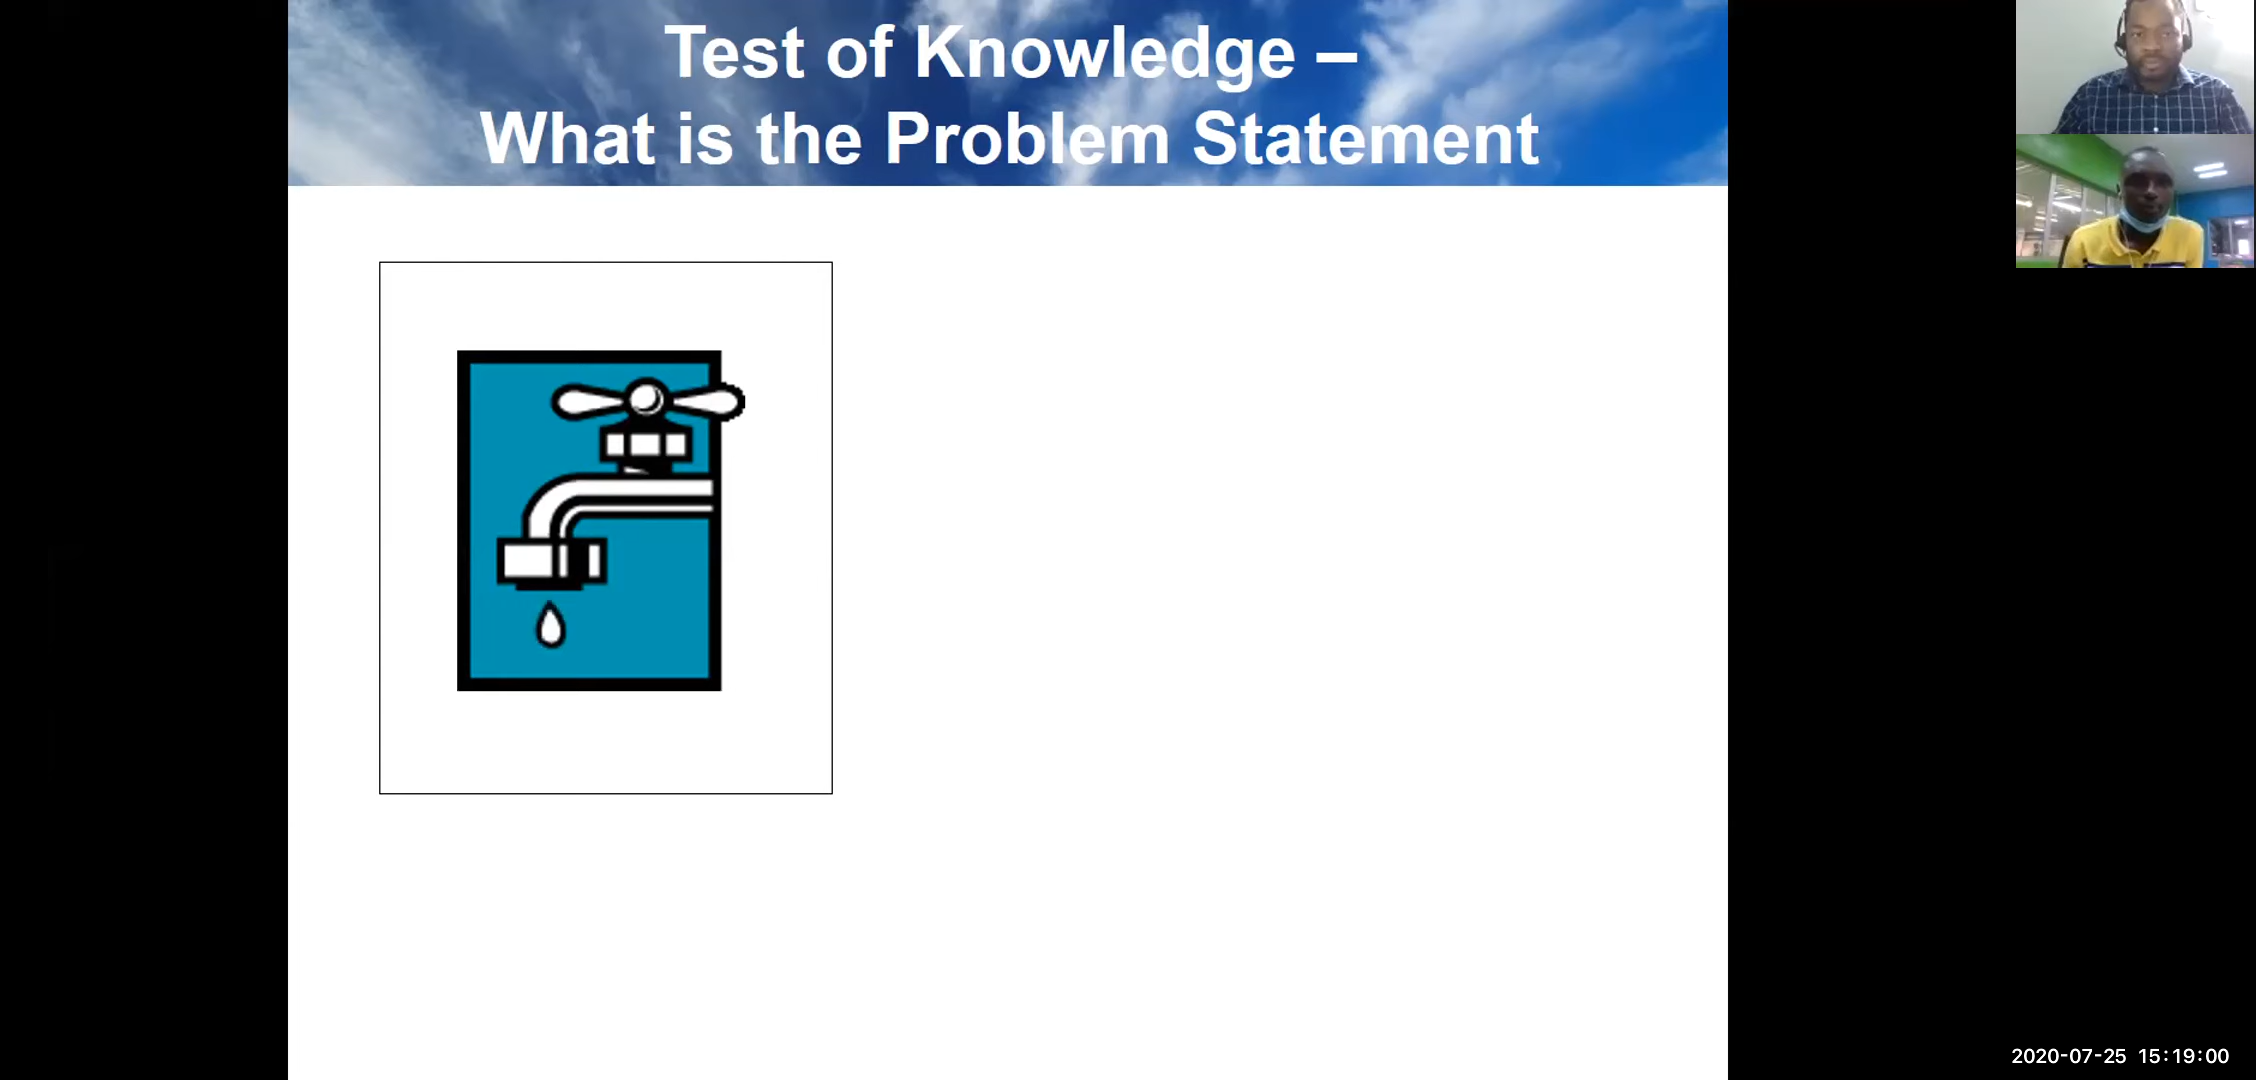 Test of Knowledge –
What is the Problem Statement
2020-07-25 15:19:00